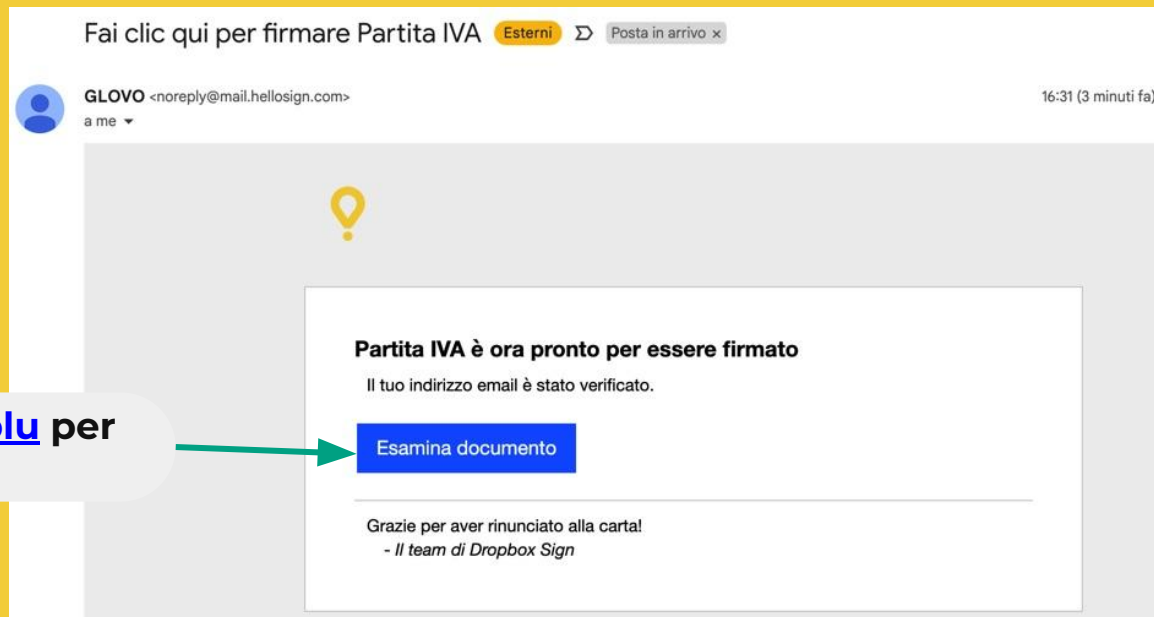 Fai clic qui per firmare Partita IVA Esterni Posta in arrivo x
GLOVO <noreply@mail.hellosign.com> 16:31 (3 minuti fa)
a me
Partita IVA è ora pronto per essere firmato
Il tuo indirizzo email è stato verificato.
per
Esamina documento
Grazie per aver rinunciato alla carta!
- Il team di Dropbox Sign